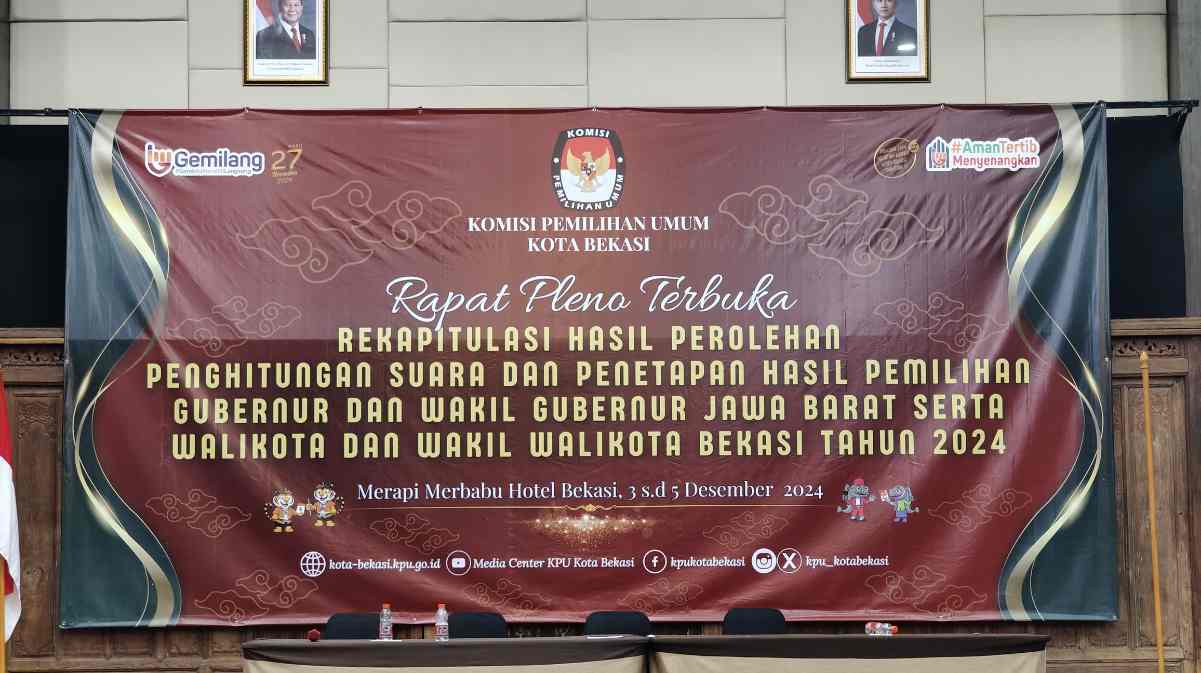 Gemilang
27
November
2024
#AmanTertib
Menyenangkan
KOMISI
PEMILIHAN UMUM
KOMISI PEMILIHAN UMUM
KOTA BEKASI
Rapat Pleno Terbuka
REKAPITULASI HASIL PEROLEHAN
PENGHITUNGAN SUARA DAN PENETAPAN HASIL PEMILIHAN
GUBERNUR DAN WAKIL GUBERNUR JAWA BARAT SERTA
WALIKOTA DAN WAKIL WALIKOTA BEKASI TAHUN 2024
Merapi Merbabu Hotel Bekasi, 3 s.d 5 Desember 2024
kota-bekasi.kpu.go.id Media Center KPU Kota Bekasi kpukotabekasi kpu_kotabekasi